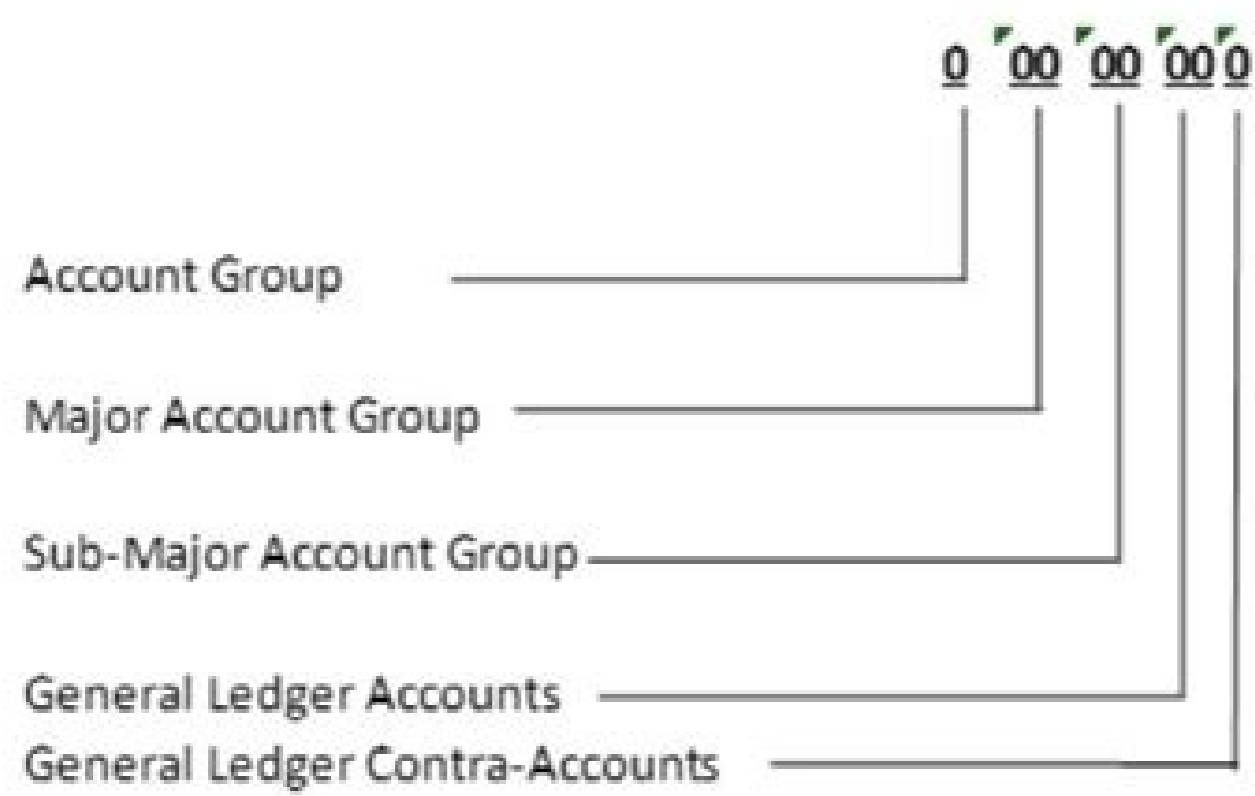 0 00 00 00 0
Account Group
Major Account Group
Sub-Major Account Group
General Ledger Accounts
General Ledger Contra-Accounts